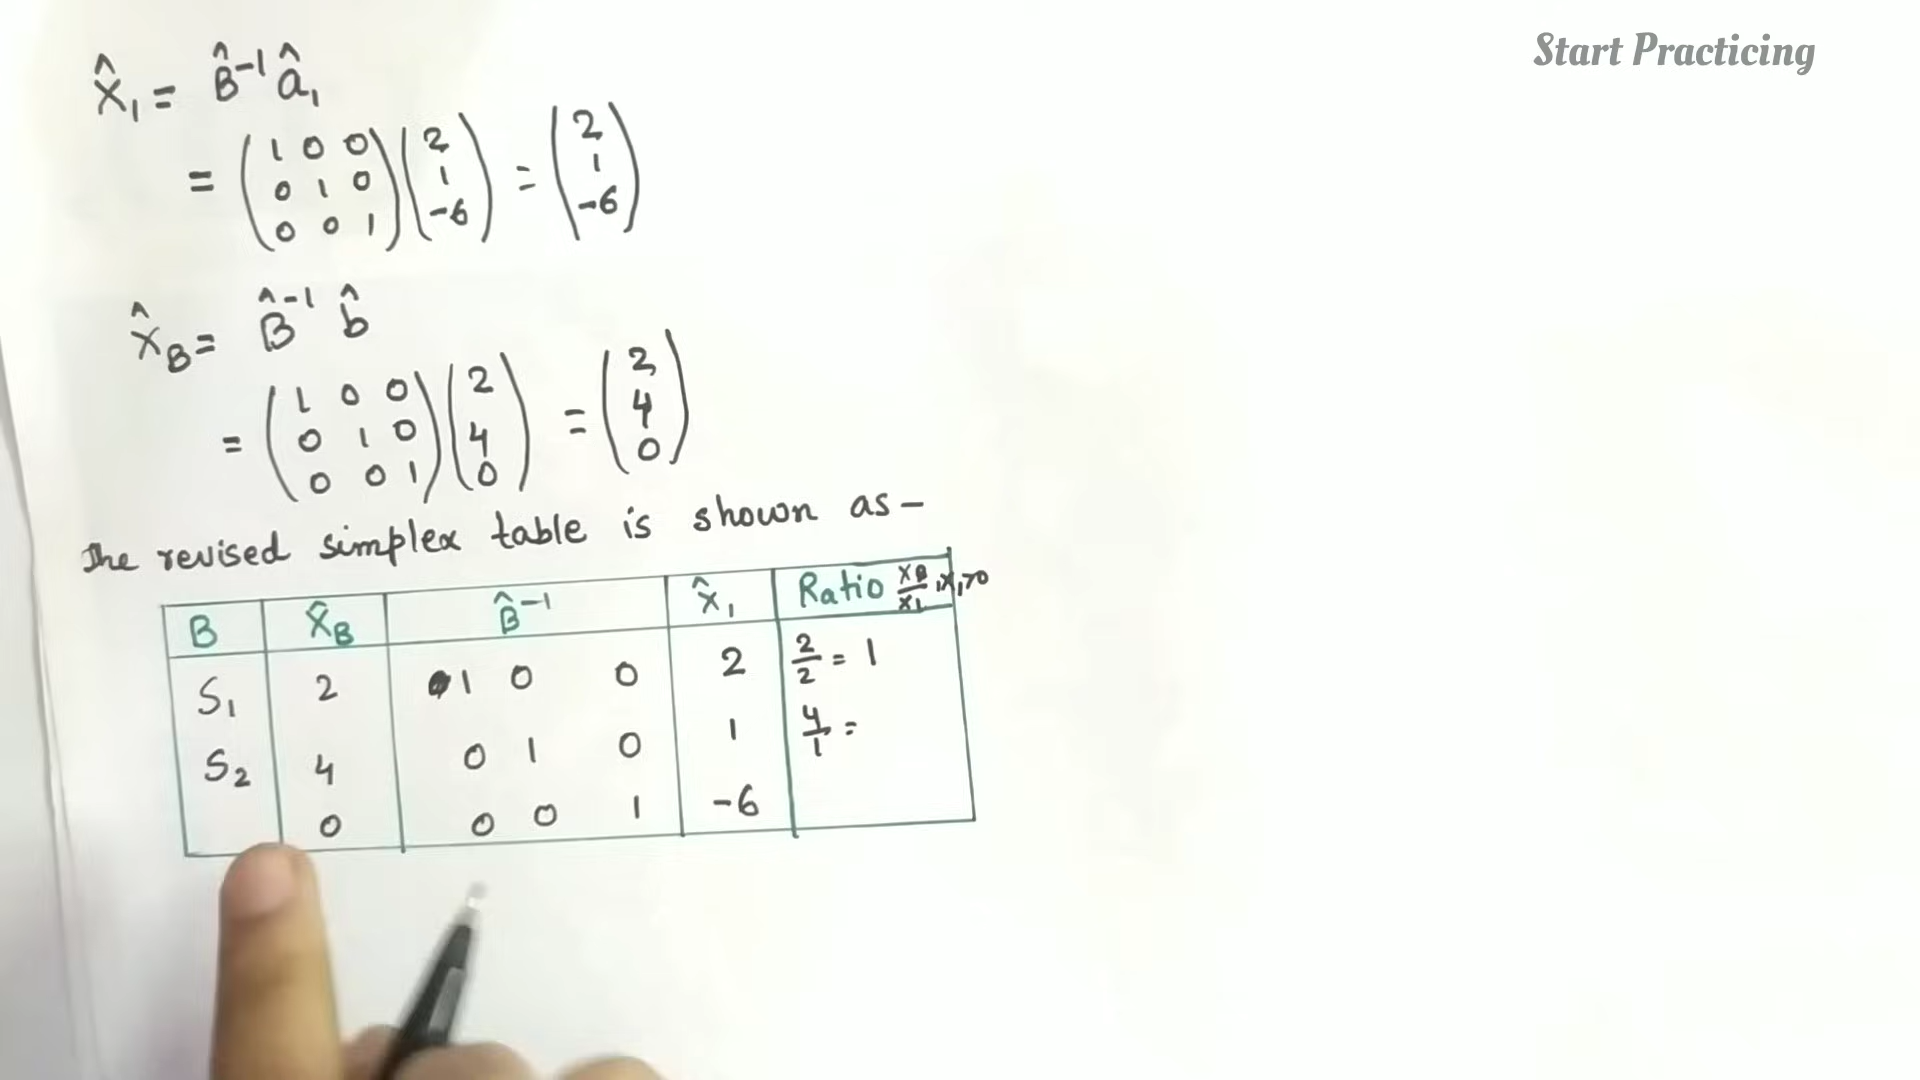 Start Practicing
X̂₁ = B̂⁻¹ â₁
= (1 0 0 (2 (2
0 1 0 1 = 1
0 0 1) -6) -6)
X̂_B = B̂⁻¹ b̂
= (1 0 0 (2 (2
0 1 0 4 = 4
0 0 1) 0) 0)
The revised simplex table is shown as –
B X̂_B B̂⁻¹ X̂₁ Ratio X_B/X₁, X₁>0
S₁ 2 1 0 0 2 2/2 = 1
S₂ 4 0 1 0 1 4/1 =
0 0 0 1 -6